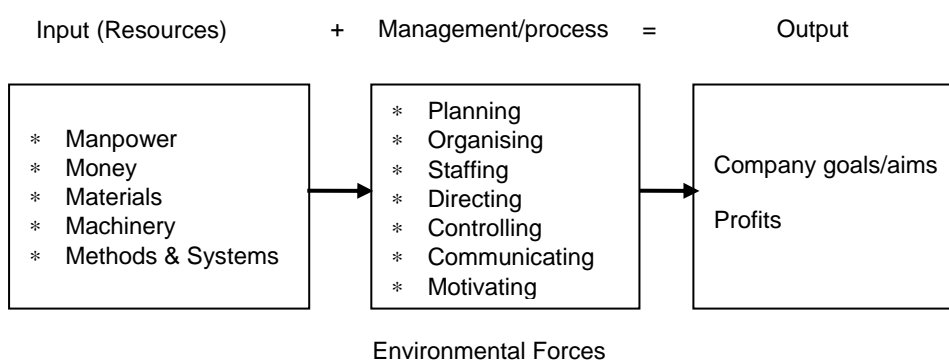 Input (Resources) + Management/process = Output
* Manpower
* Money
* Materials
* Machinery
* Methods & Systems
* Planning
* Organising
* Staffing
* Directing
* Controlling
* Communicating
* Motivating
Company goals/aims
Profits
Environmental Forces